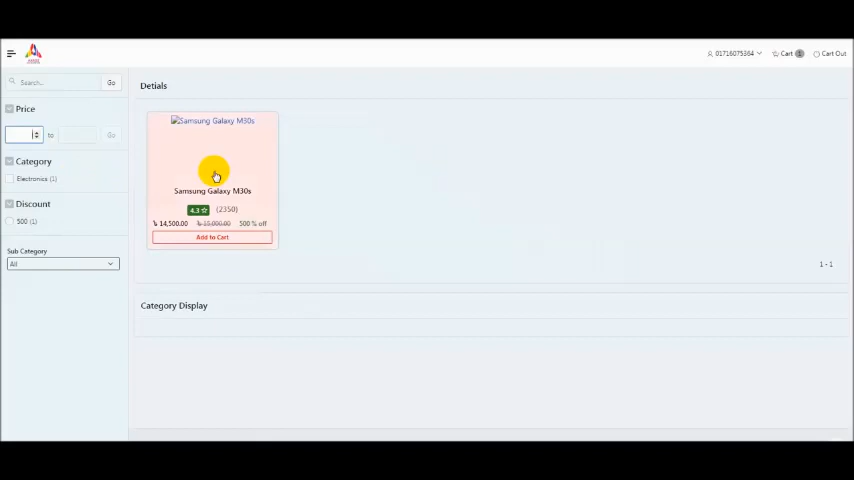 01716075364
Cart 1
Cart Out
Search...
Go
Price
to
Go
Category
Electronics (1)
Discount
500 (1)
Sub Category
All
Detials
Samsung Galaxy M30s
Samsung Galaxy M30s
4.3 (2350)
৳ 14,500.00 ৳ 15,000.00 500 % off
Add to Cart
1 - 1
Category Display